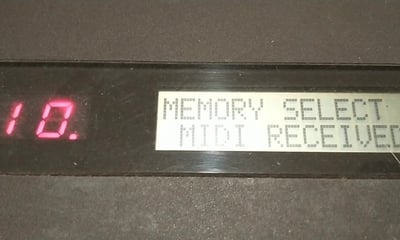 10.
MEMORY SELECT
MIDI RECEIVED